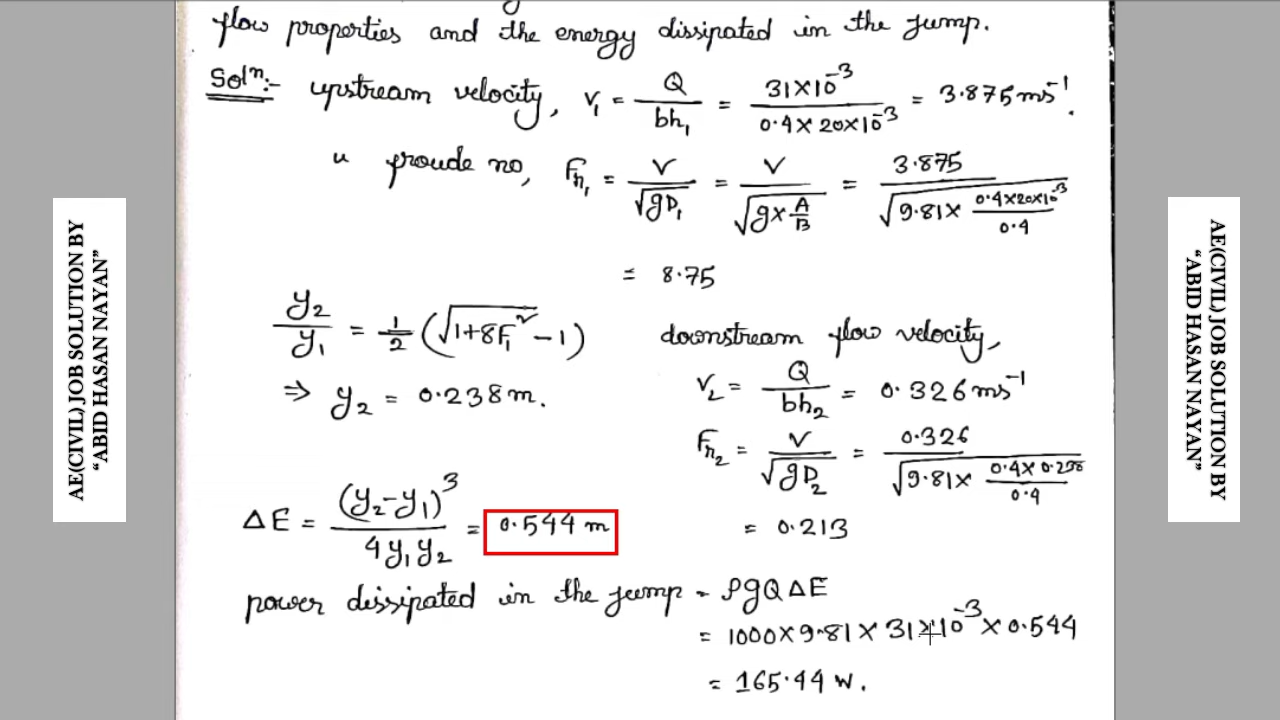 flow properties and the energy dissipated in the jump.
Solⁿ:- upstream velocity, V₁ = Q/bh₁ = 31×10⁻³/0.4×20×10⁻³ = 3.875 ms⁻¹.
u proude no, Fn₁ = V/√gD₁ = V/√g×A/B = 3.875/√9.81×0.4×20×10⁻³/0.4
= 8.75
y₂/y₁ = 1/2 (√1+8F₁² -1)
⇒ y₂ = 0.238 m.
downstream flow velocity,
V₂ = Q/bh₂ = 0.326 ms⁻¹
Fn₂ = V/√gD₂ = 0.326/√9.81×0.4×0.238/0.4
= 0.213
ΔE = (y₂-y₁)³/4y₁y₂ = 0.544 m
power dissipated in the jump = ρgQΔE
= 1000×9.81×31×10⁻³×0.544
= 165.44 W.
AE(CIVIL) JOB SOLUTION BY
“ABID HASAN NAYAN”
AE(CIVIL) JOB SOLUTION BY
“ABID HASAN NAYAN”